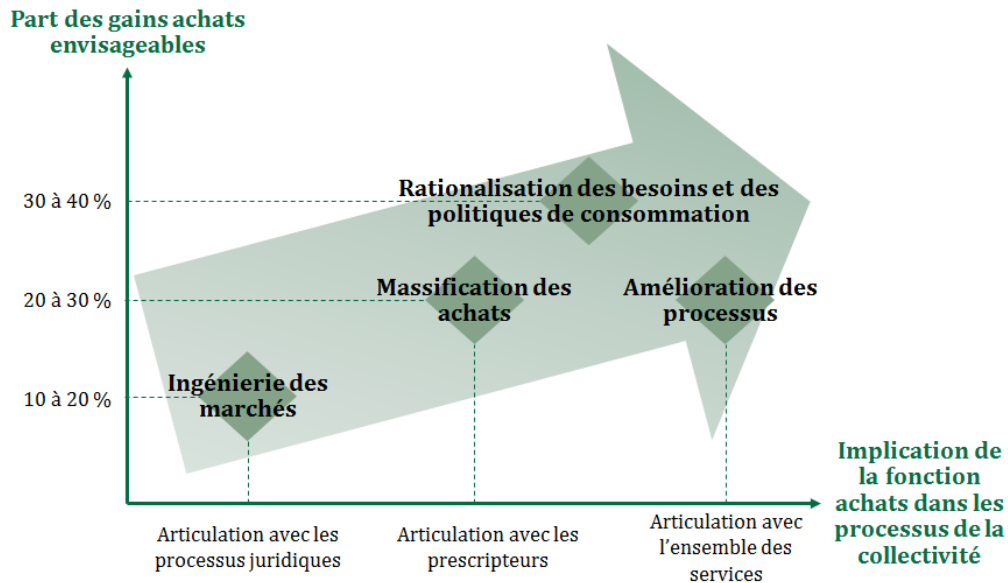 Part des gains achats
envisageables
30 à 40 %
Rationalisation des besoins et des
politiques de consommation
20 à 30 %
Massification des
achats
Amélioration des
processus
10 à 20 %
Ingénierie des
marchés
Implication de
la fonction
achats dans les
processus de la
collectivité
Articulation avec les
processus juridiques
Articulation avec les
prescripteurs
Articulation avec
l’ensemble des
services